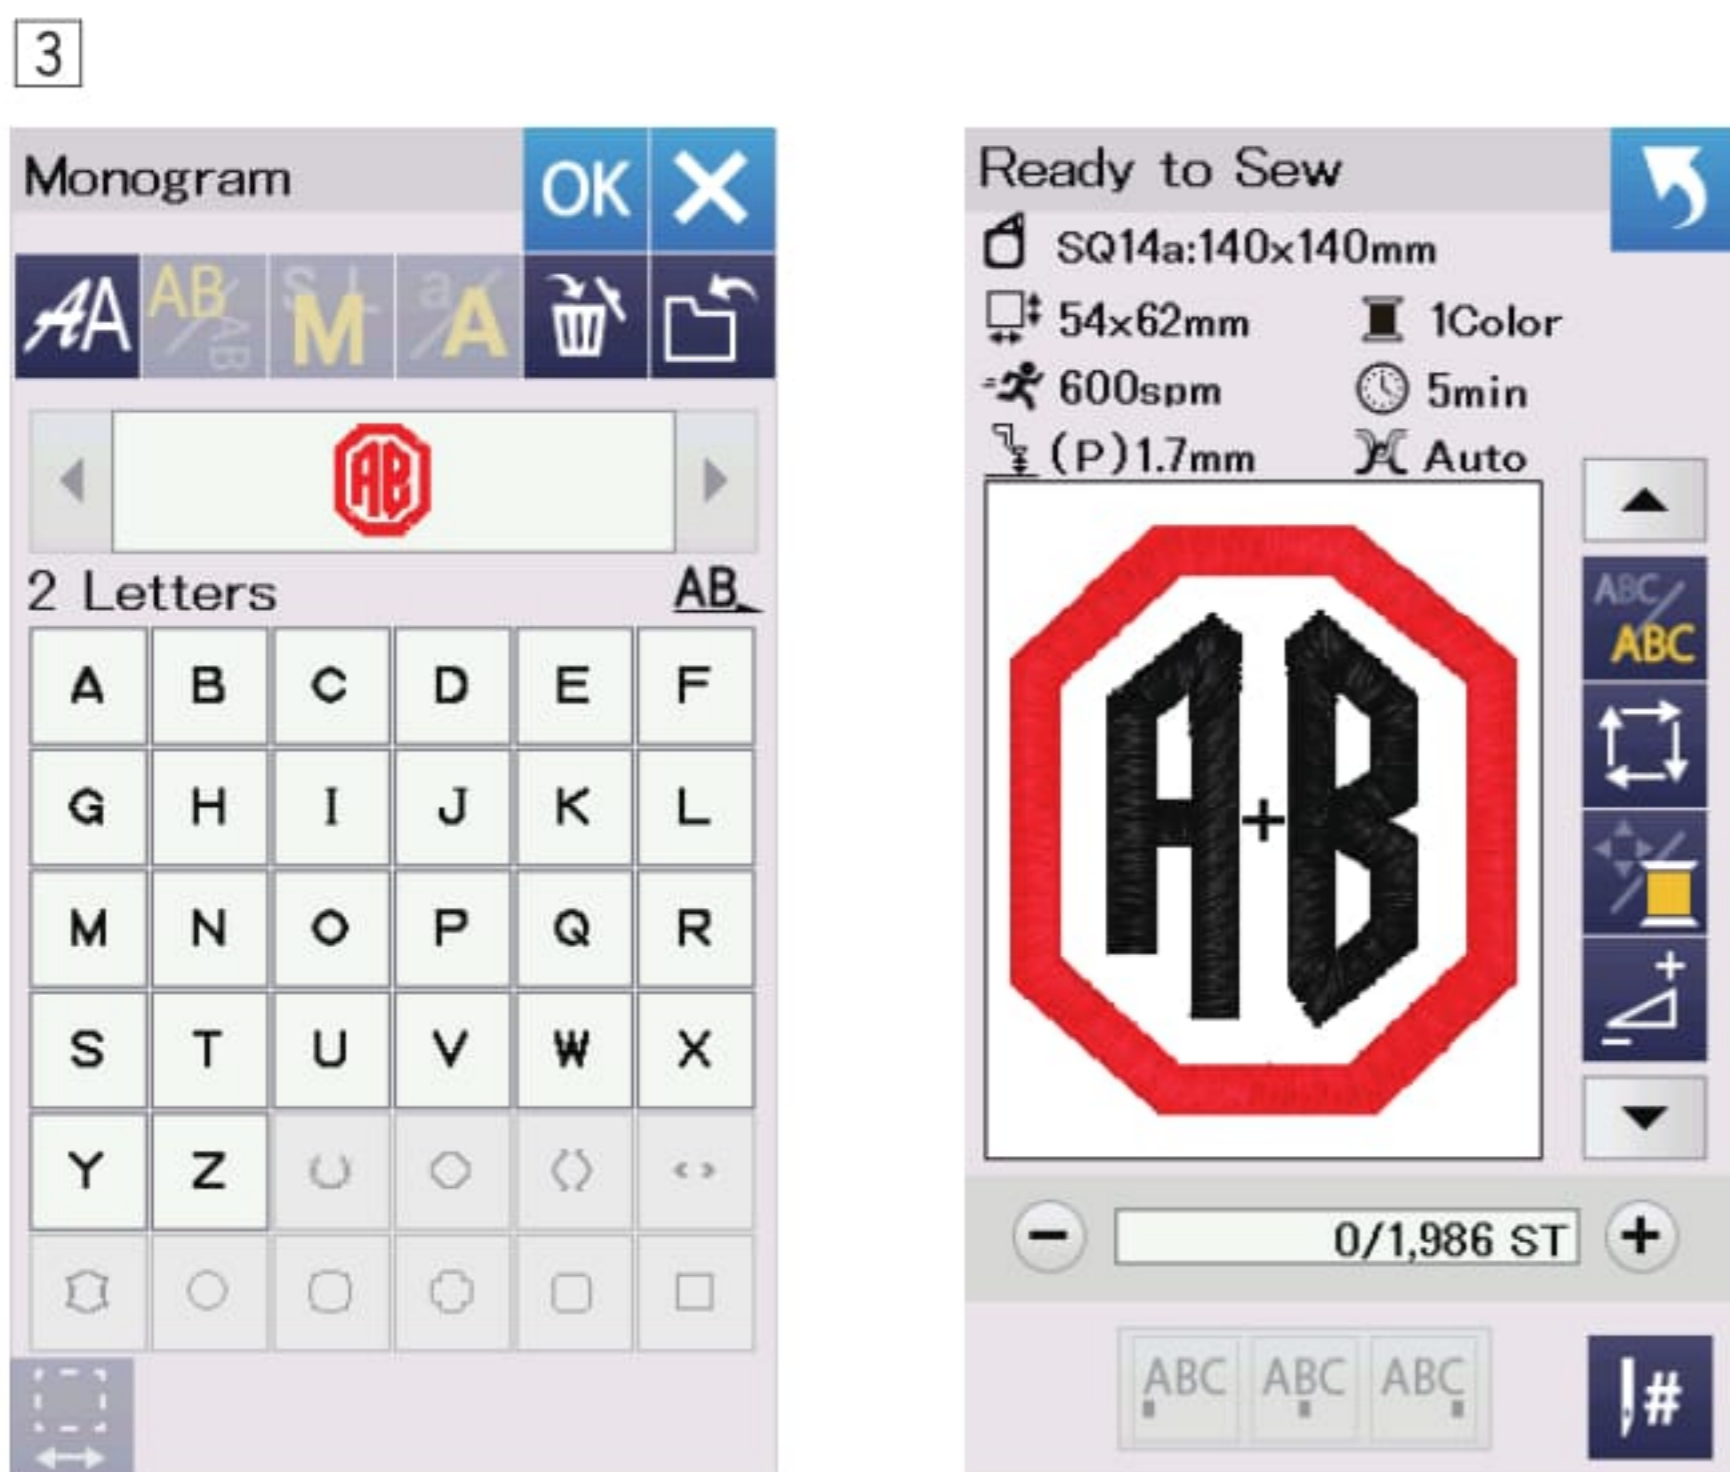 3
Monogram OK
AA AB/AB S M L a/A
AB
2 Letters AB
A B C D E F
G H I J K L
M N O P Q R
S T U V W X
Y Z
Ready to Sew
SQ14a:140x140mm
54x62mm 1Color
600spm 5min
(P)1.7mm Auto
ABC/ABC
AB
0/1,986 ST
ABC ABC ABC
#